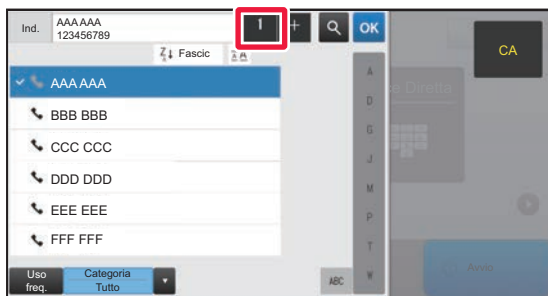 Ind.
AAA AAA
123456789
1
+
OK
CA
Fascic
AAA AAA
BBB BBB
CCC CCC
DDD DDD
EEE EEE
FFF FFF
A
D
G
J
M
P
T
W
Diretta
Uso
freq.
Categoria
Tutto
ABC
Avvio